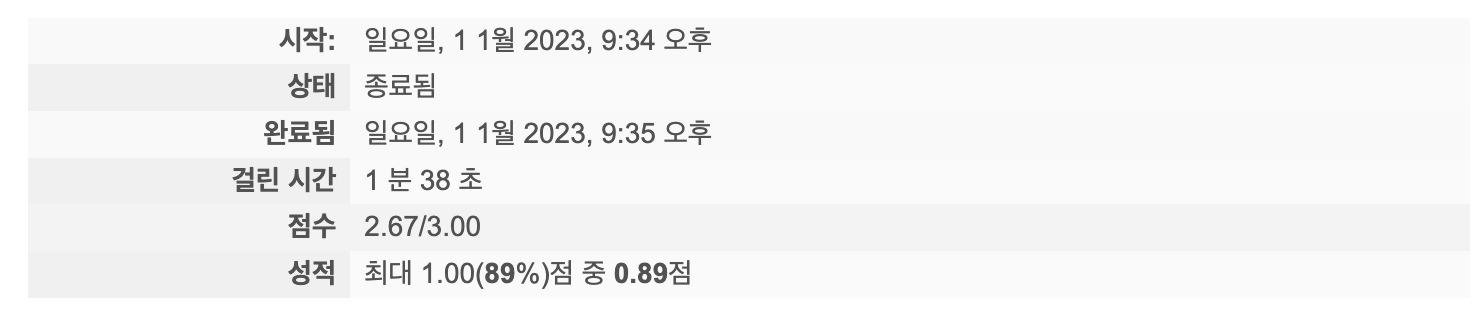 시작: 일요일, 1 1월 2023, 9:34 오후
상태 종료됨
완료됨 일요일, 1 1월 2023, 9:35 오후
걸린 시간 1 분 38 초
점수 2.67/3.00
성적 최대 1.00(89%)점 중 0.89점